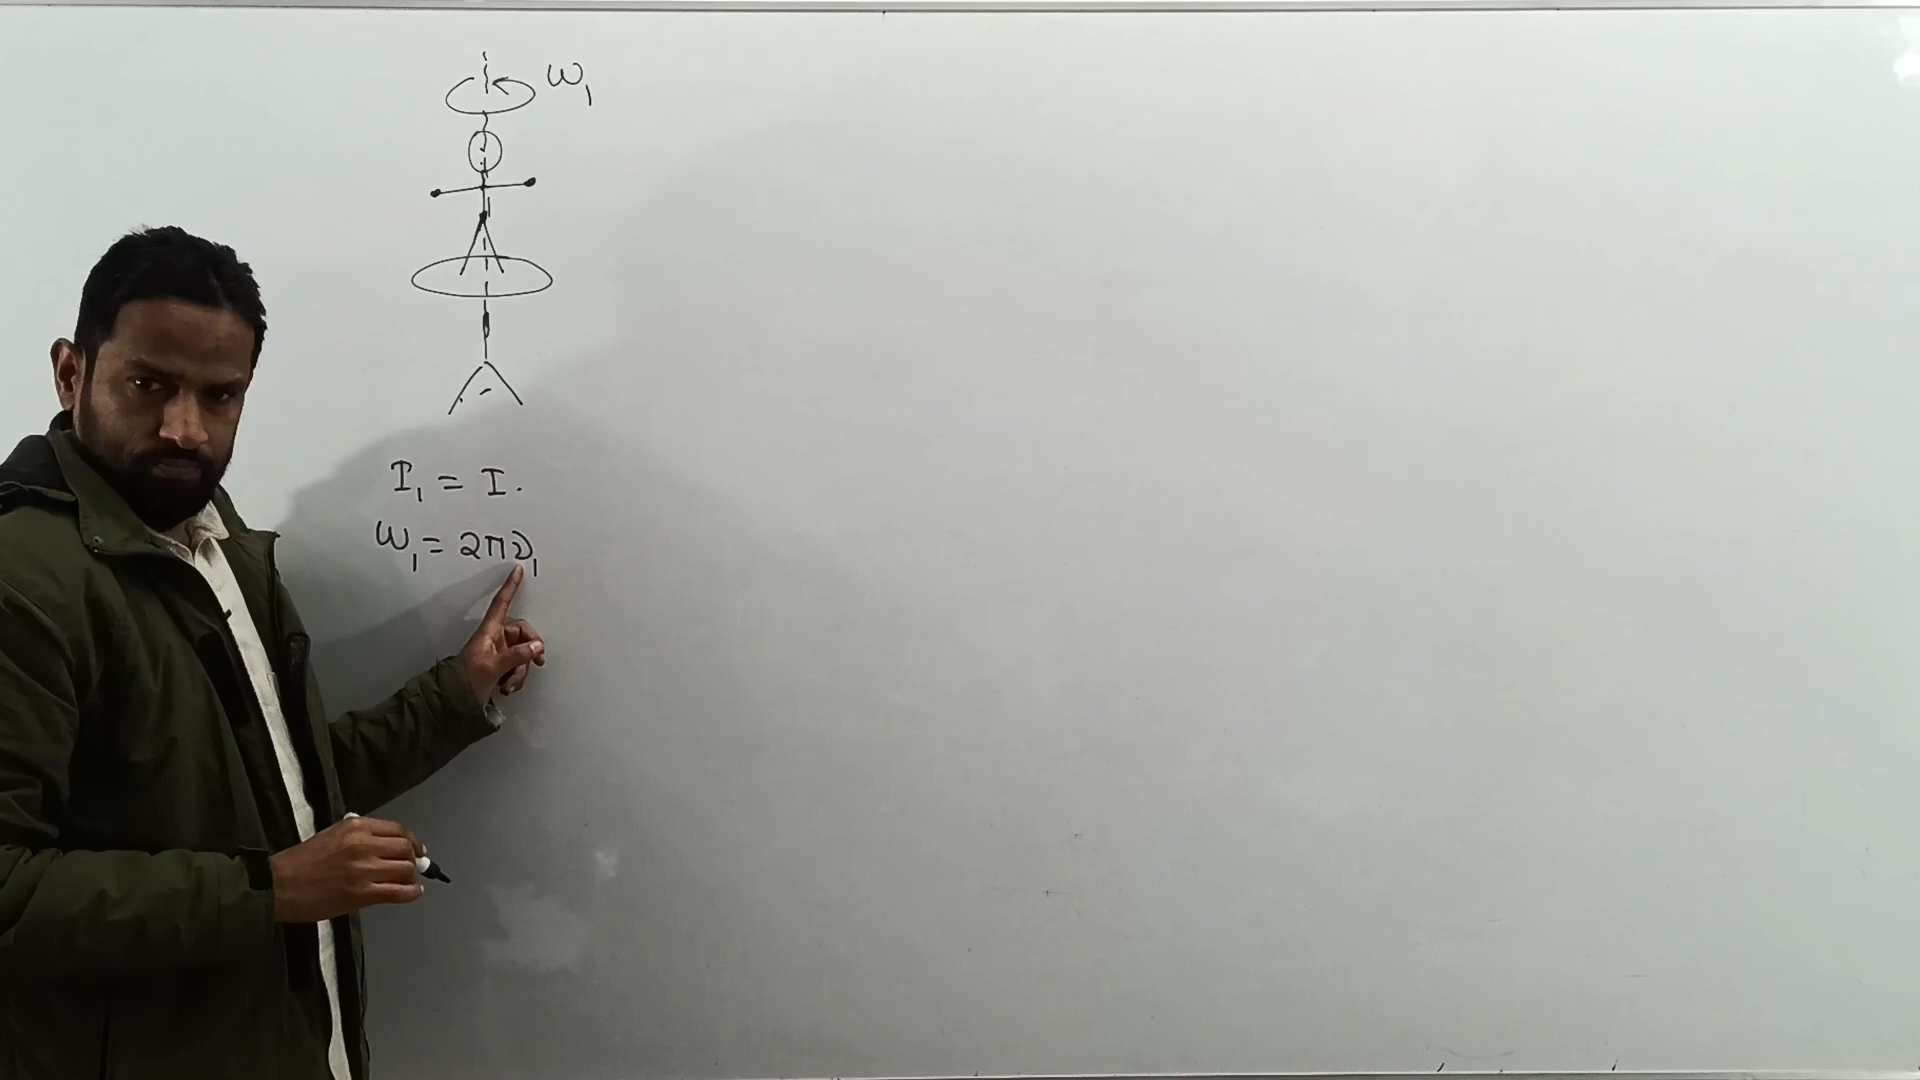 ω₁
I₁ = I.
ω₁ = 2πν₁